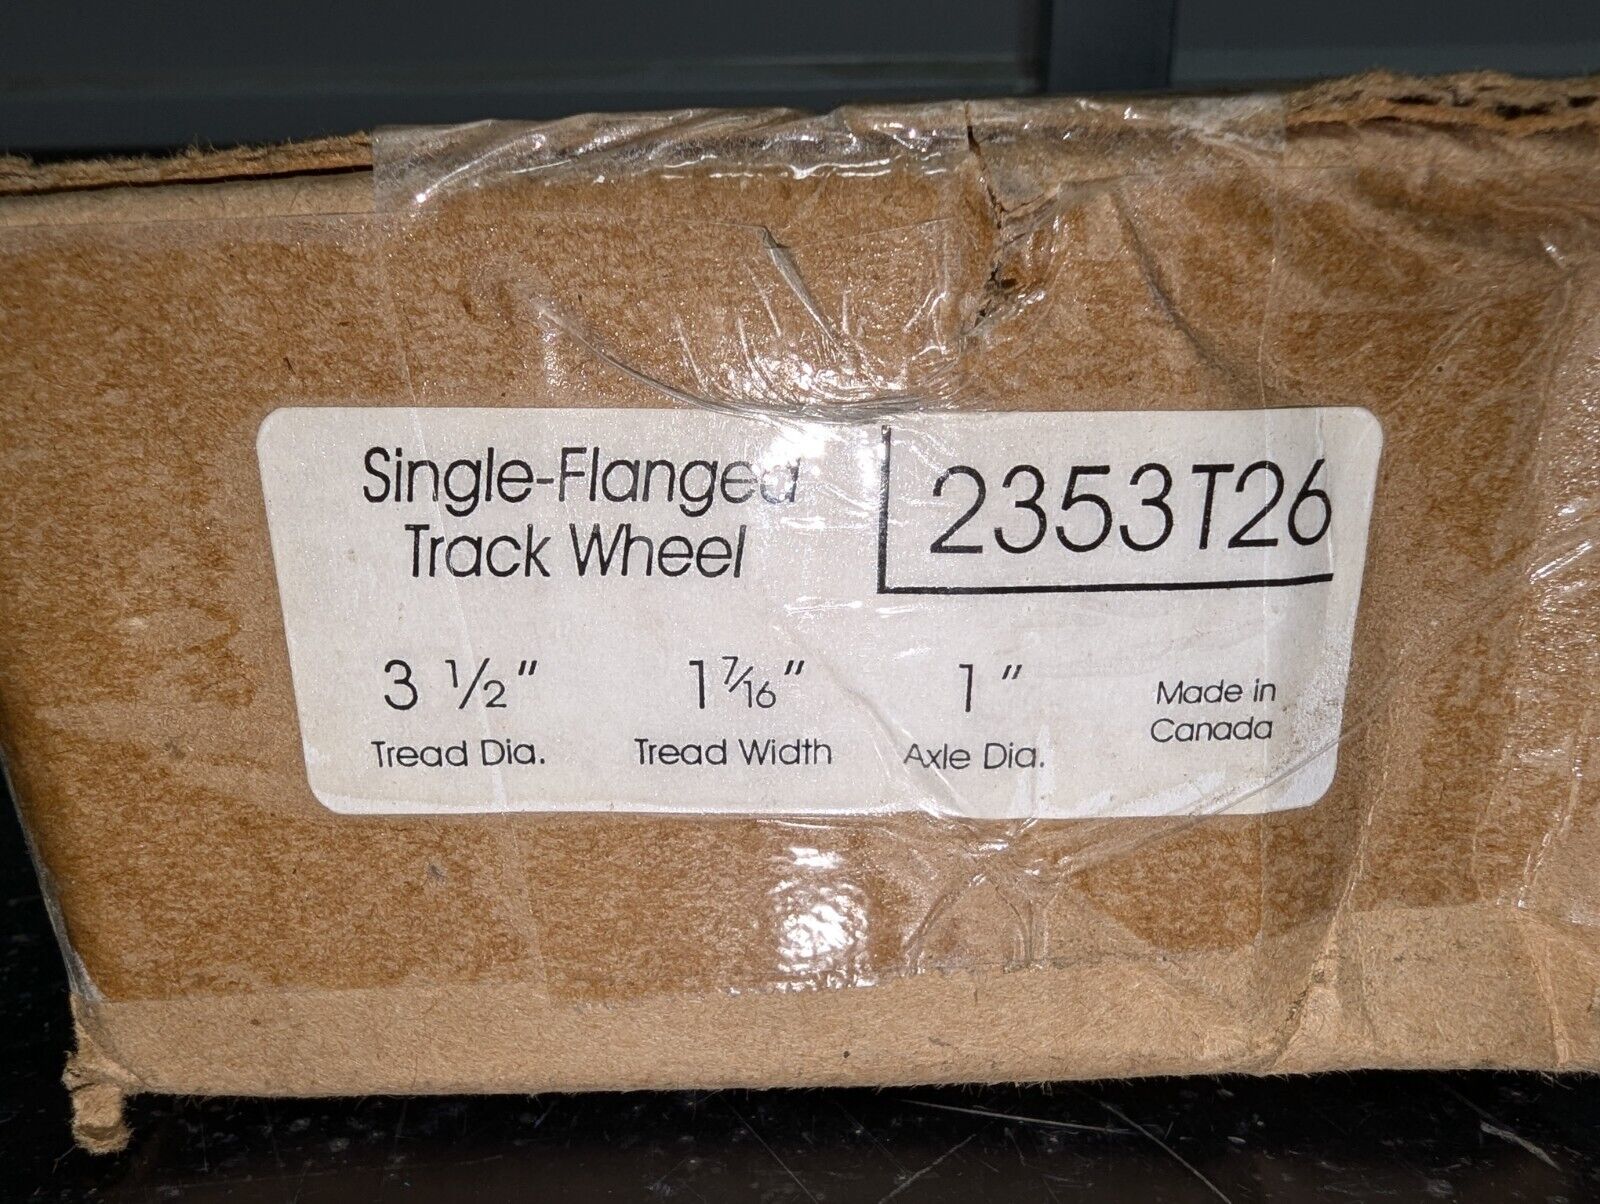 Single-Flanged
Track Wheel
2353T26
3 1/2"
Tread Dia.
1 7/16"
Tread Width
1"
Axle Dia.
Made in
Canada